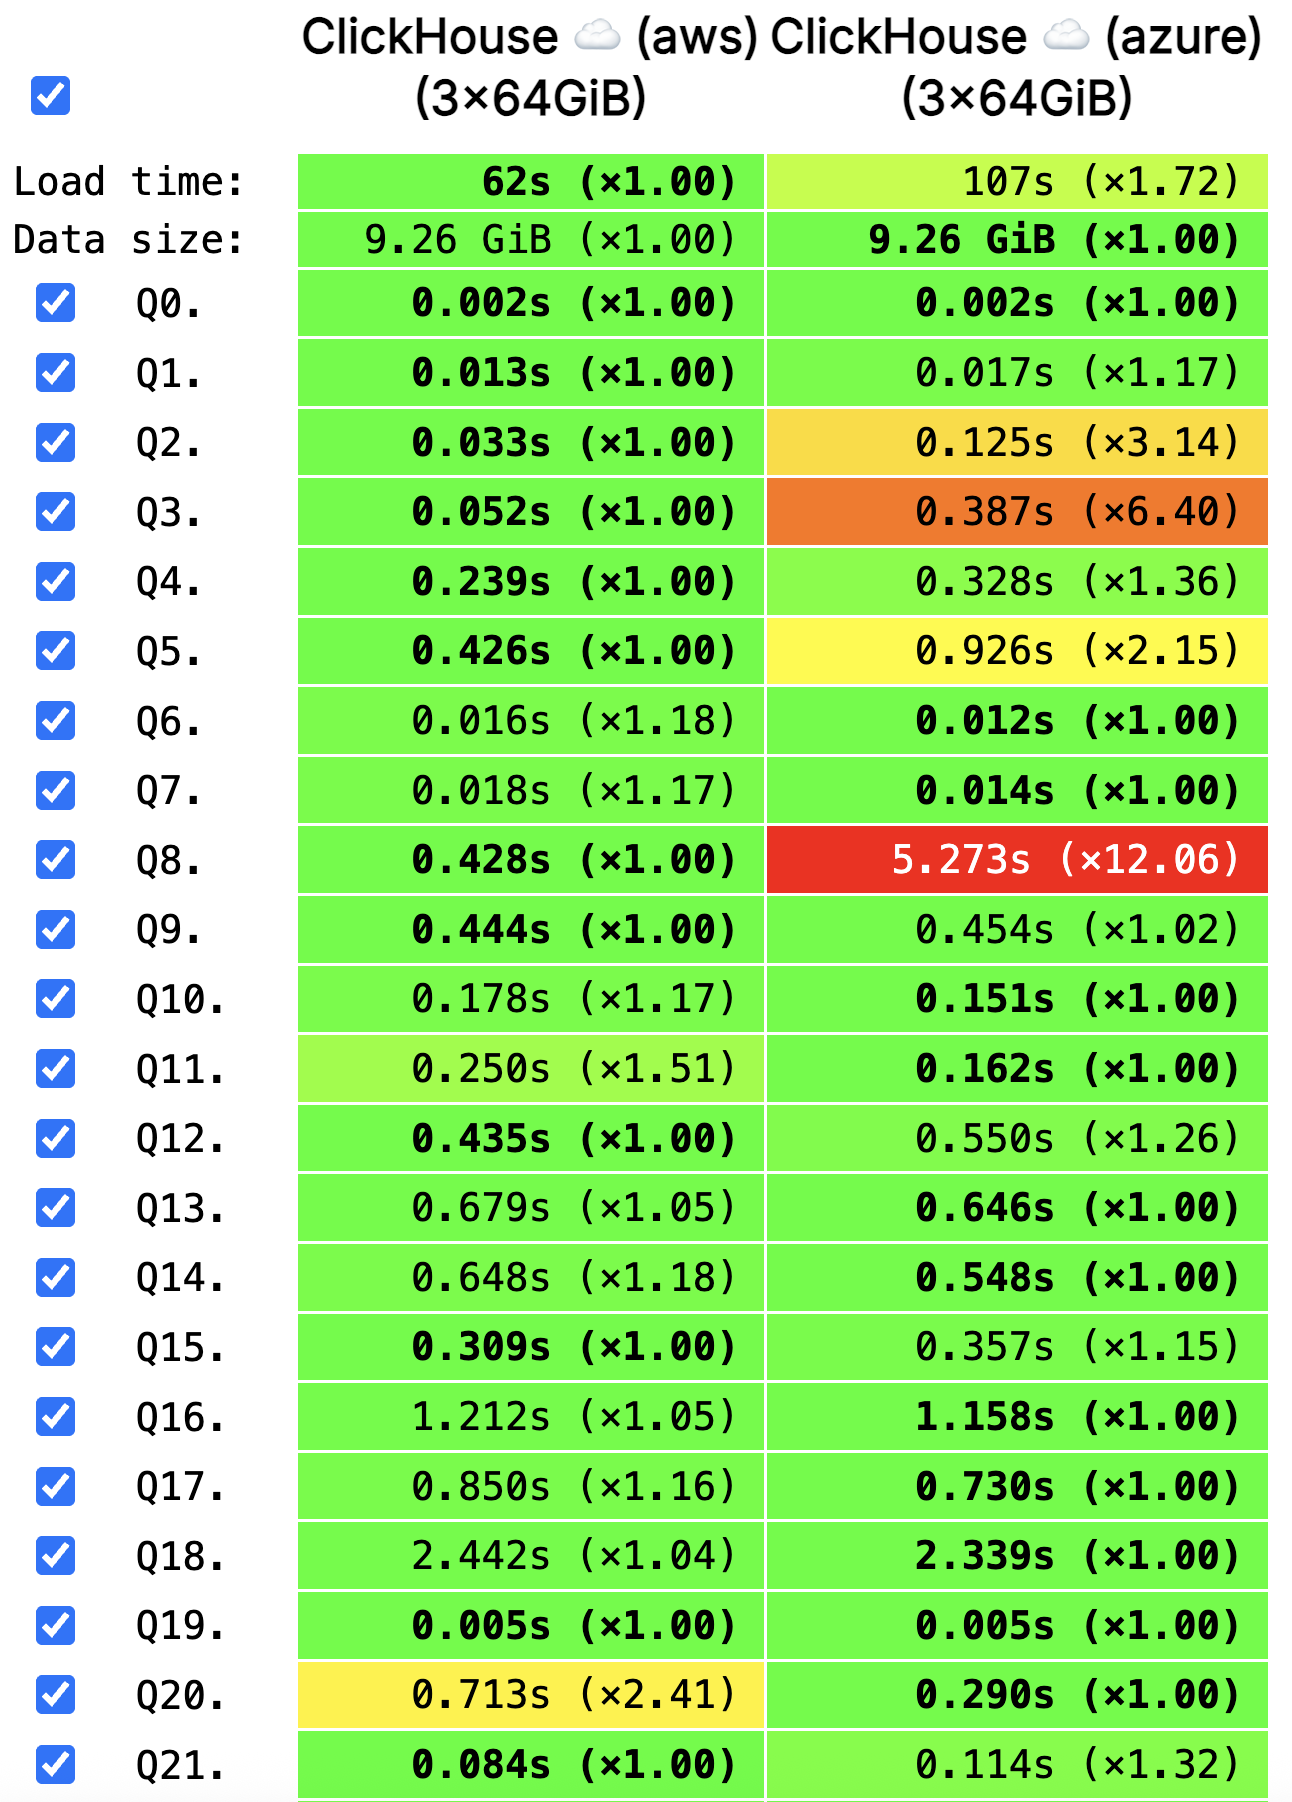 ClickHouse ☁️ (aws) ClickHouse ☁️ (azure)
(3×64GiB) (3×64GiB)
Load time: 62s (×1.00) 107s (×1.72)
Data size: 9.26 GiB (×1.00) 9.26 GiB (×1.00)
Q0. 0.002s (×1.00) 0.002s (×1.00)
Q1. 0.013s (×1.00) 0.017s (×1.17)
Q2. 0.033s (×1.00) 0.125s (×3.14)
Q3. 0.052s (×1.00) 0.387s (×6.40)
Q4. 0.239s (×1.00) 0.328s (×1.36)
Q5. 0.426s (×1.00) 0.926s (×2.15)
Q6. 0.016s (×1.18) 0.012s (×1.00)
Q7. 0.018s (×1.17) 0.014s (×1.00)
Q8. 0.428s (×1.00) 5.273s (×12.06)
Q9. 0.444s (×1.00) 0.454s (×1.02)
Q10. 0.178s (×1.17) 0.151s (×1.00)
Q11. 0.250s (×1.51) 0.162s (×1.00)
Q12. 0.435s (×1.00) 0.550s (×1.26)
Q13. 0.679s (×1.05) 0.646s (×1.00)
Q14. 0.648s (×1.18) 0.548s (×1.00)
Q15. 0.309s (×1.00) 0.357s (×1.15)
Q16. 1.212s (×1.05) 1.158s (×1.00)
Q17. 0.850s (×1.16) 0.730s (×1.00)
Q18. 2.442s (×1.04) 2.339s (×1.00)
Q19. 0.005s (×1.00) 0.005s (×1.00)
Q20. 0.713s (×2.41) 0.290s (×1.00)
Q21. 0.084s (×1.00) 0.114s (×1.32)